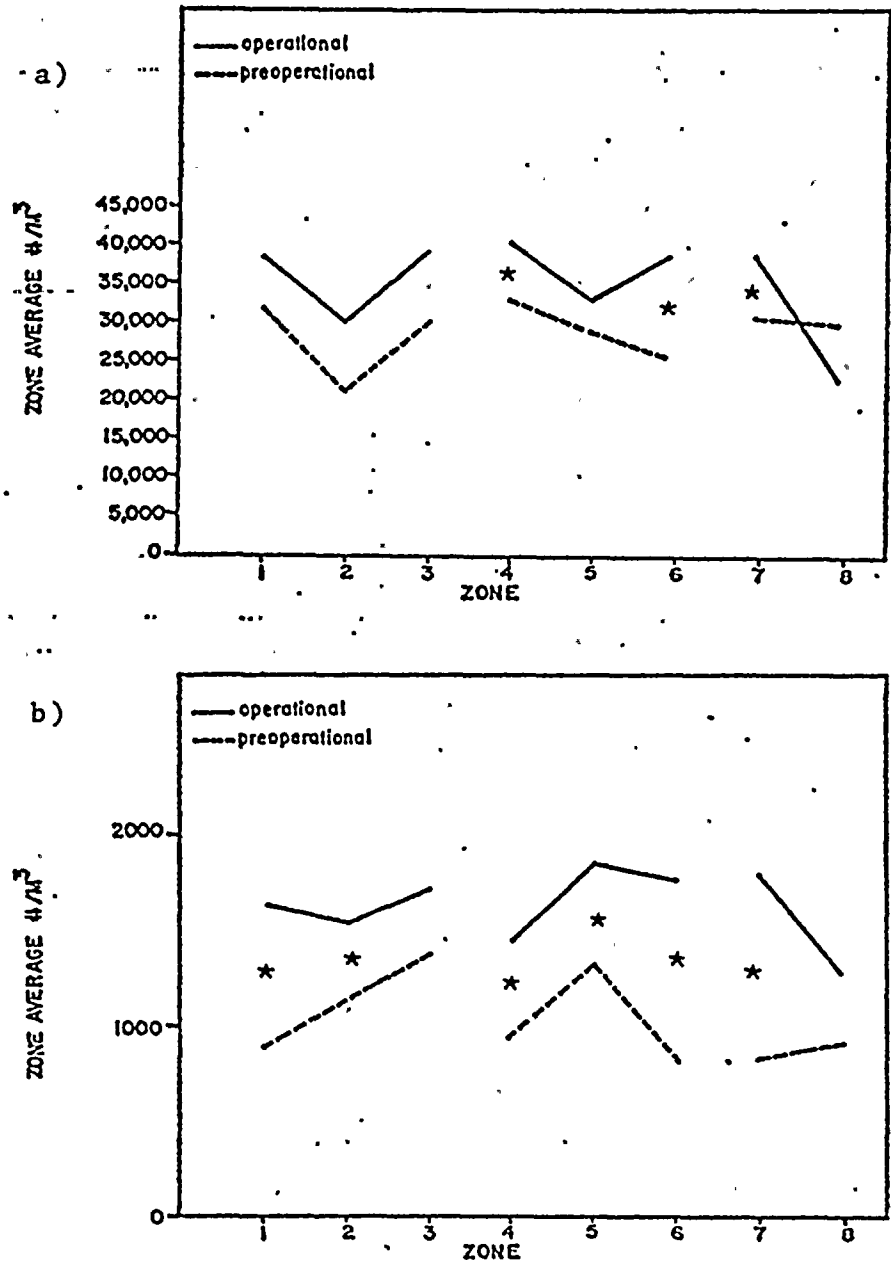 a)
operational
preoperational
ZONE AVERAGE #/M³
45,000
40,000
35,000
30,000
25,000
20,000
15,000
10,000
5,000
0
1 2 3 4 5 6 7 8
ZONE
b)
operational
preoperational
ZONE AVERAGE #/M³
2000
1000
0
1 2 3 4 5 6 7 8
ZONE